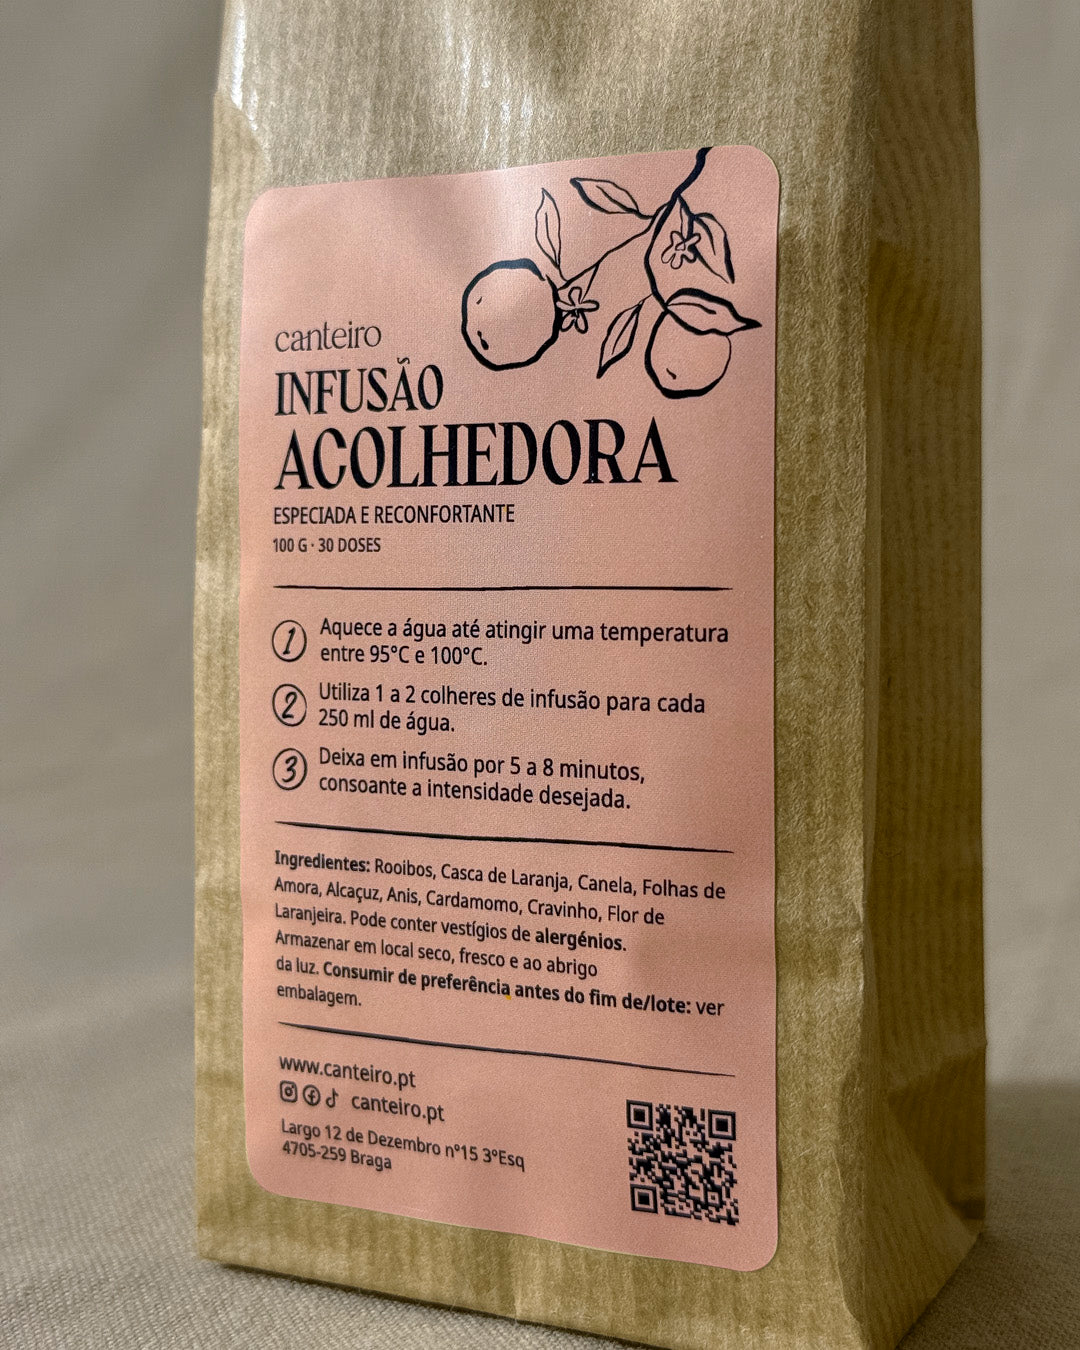 canteiro
INFUSÃO
ACOLHEDORA
ESPECIADA E RECONFORTANTE
100 G · 30 DOSES
1 Aquece a água até atingir uma temperatura
entre 95°C e 100°C.
2 Utiliza 1 a 2 colheres de infusão para cada
250 ml de água.
3 Deixa em infusão por 5 a 8 minutos,
consoante a intensidade desejada.
Ingredientes: Rooibos, Casca de Laranja, Canela, Folhas de
Amora, Alcaçuz, Anis, Cardamomo, Cravinho, Flor de
Laranjeira. Pode conter vestígios de alergénios.
Armazenar em local seco, fresco e ao abrigo
da luz. Consumir de preferência antes do fim de/lote: ver
embalagem.
www.canteiro.pt
canteiro.pt
Largo 12 de Dezembro nº15 3ºEsq
4705-259 Braga